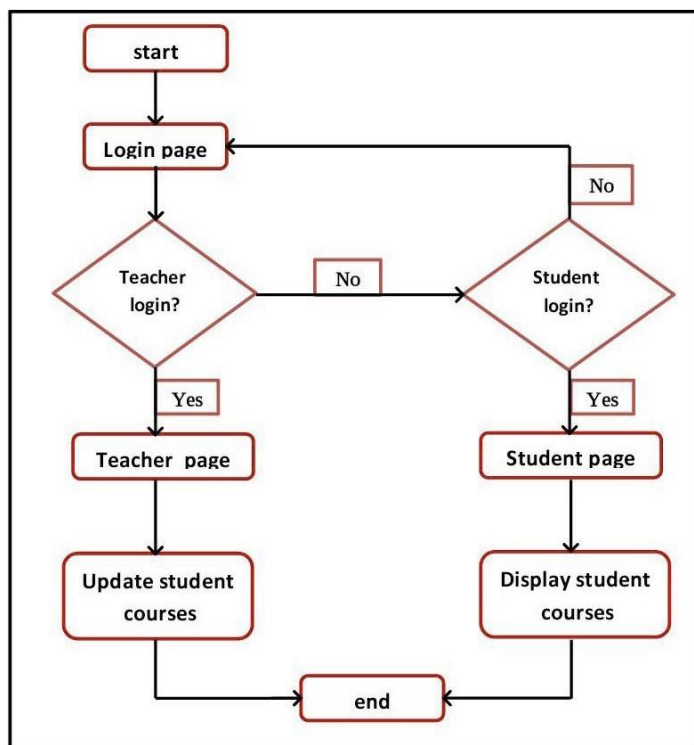 start
Login page
No
Teacher
login?
No
Student
login?
Yes
Yes
Teacher page
Student page
Update student
courses
Display student
courses
end